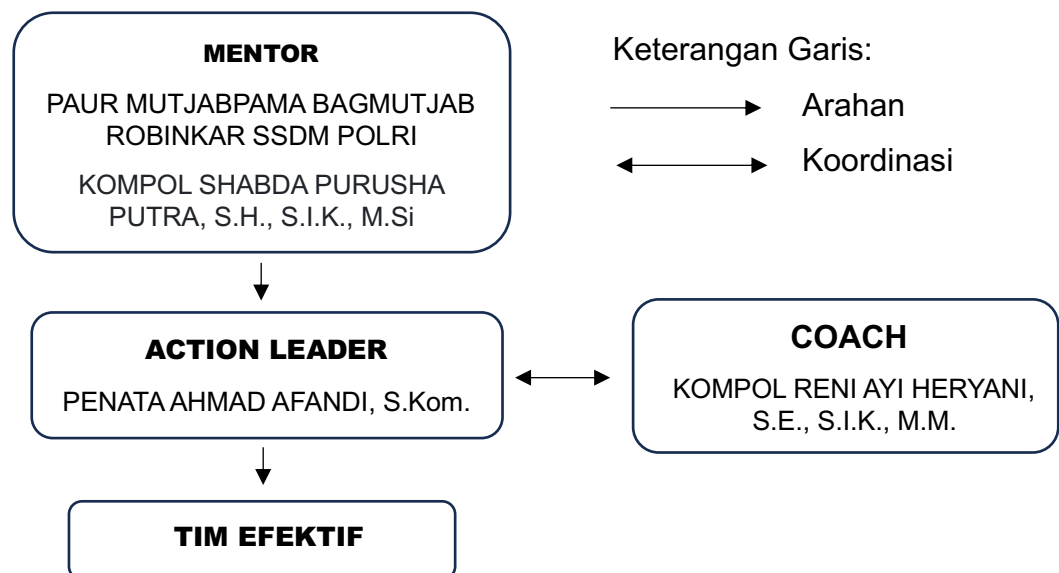 MENTOR
PAUR MUTJABPAMA BAGMUTJAB
ROBINKAR SSDM POLRI
KOMPOL SHABDA PURUSHA
PUTRA, S.H., S.I.K., M.Si
Keterangan Garis:
Arahan
Koordinasi
ACTION LEADER
PENATA AHMAD AFANDI, S.Kom.
COACH
KOMPOL RENI AYI HERYANI,
S.E., S.I.K., M.M.
TIM EFEKTIF